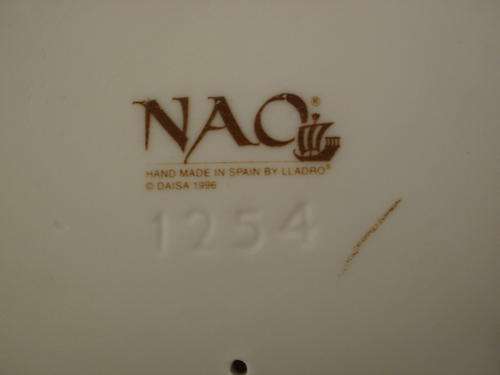 NAO®
HAND MADE IN SPAIN BY LLADRO®
© DAISA 1996
1254